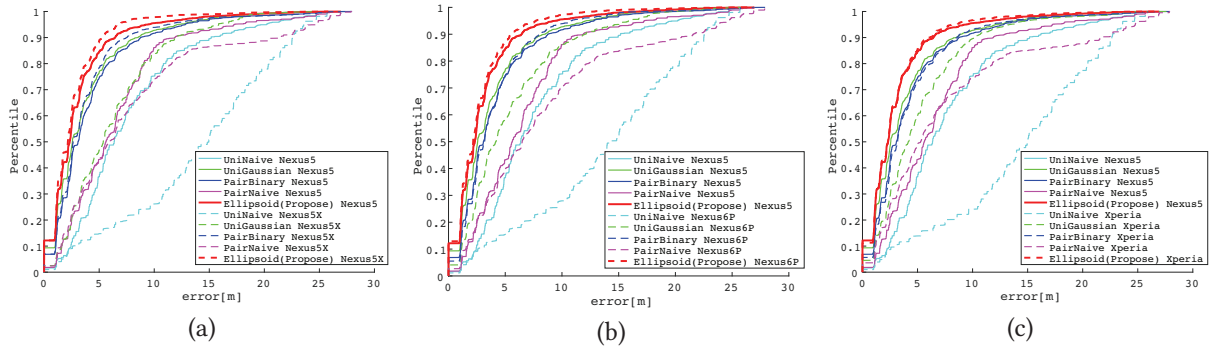 1
0.9
0.8
0.7
0.6
0.5
0.4
0.3
0.2
0.1
0
Percentile
UniNaive Nexus5
UniGaussian Nexus5
PairBinary Nexus5
PairNaive Nexus5
Ellipsoid(Propose) Nexus5
UniNaive Nexus5X
UniGaussian Nexus5X
PairBinary Nexus5X
PairNaive Nexus5X
Ellipsoid(Propose) Nexus5X
0 5 10 15 20 25 30
error[m]
(a)
1
0.9
0.8
0.7
0.6
0.5
0.4
0.3
0.2
0.1
0
Percentile
UniNaive Nexus5
UniGaussian Nexus5
PairBinary Nexus5
PairNaive Nexus5
Ellipsoid(Propose) Nexus5
UniNaive Nexus6P
UniGaussian Nexus6P
PairBinary Nexus6P
PairNaive Nexus6P
Ellipsoid(Propose) Nexus6P
0 5 10 15 20 25 30
error[m]
(b)
1
0.9
0.8
0.7
0.6
0.5
0.4
0.3
0.2
0.1
0
Percentile
UniNaive Nexus5
UniGaussian Nexus5
PairBinary Nexus5
PairNaive Nexus5
Ellipsoid(Propose) Nexus5
UniNaive Xperia
UniGaussian Xperia
PairBinary Xperia
PairNaive Xperia
Ellipsoid(Propose) Xperia
0 5 10 15 20 25 30
error[m]
(c)